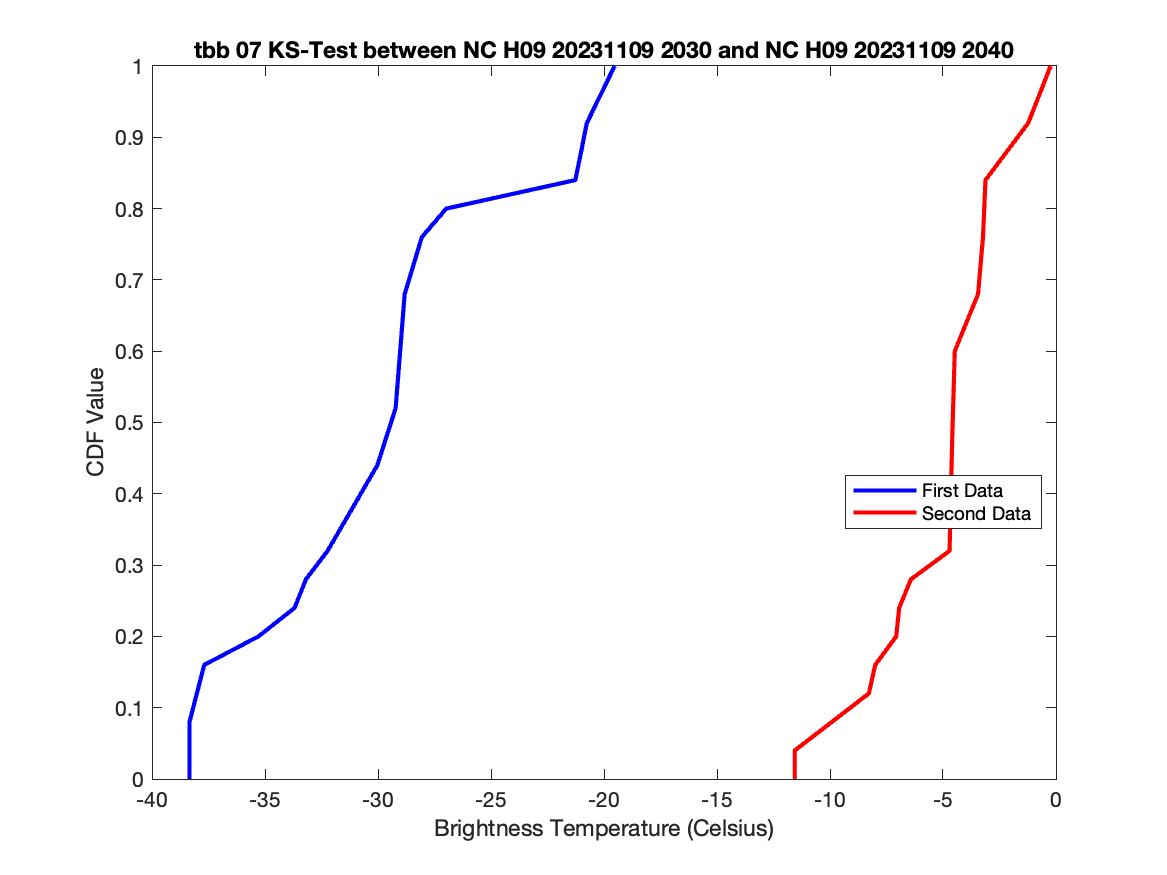 tbb 07 KS-Test between NC H09 20231109 2030 and NC H09 20231109 2040
1
0.9
0.8
0.7
0.6
0.5
0.4
0.3
0.2
0.1
0
CDF Value
First Data
Second Data
-40 -35 -30 -25 -20 -15 -10 -5 0
Brightness Temperature (Celsius)